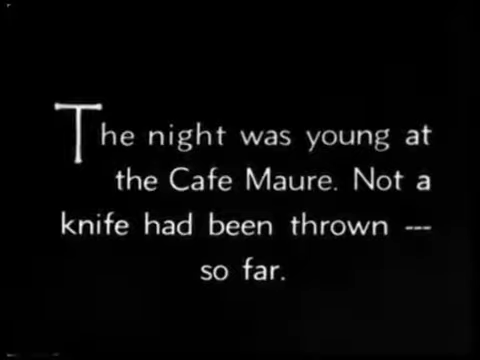 The night was young at
the Cafe Maure. Not a
knife had been thrown ---
so far.